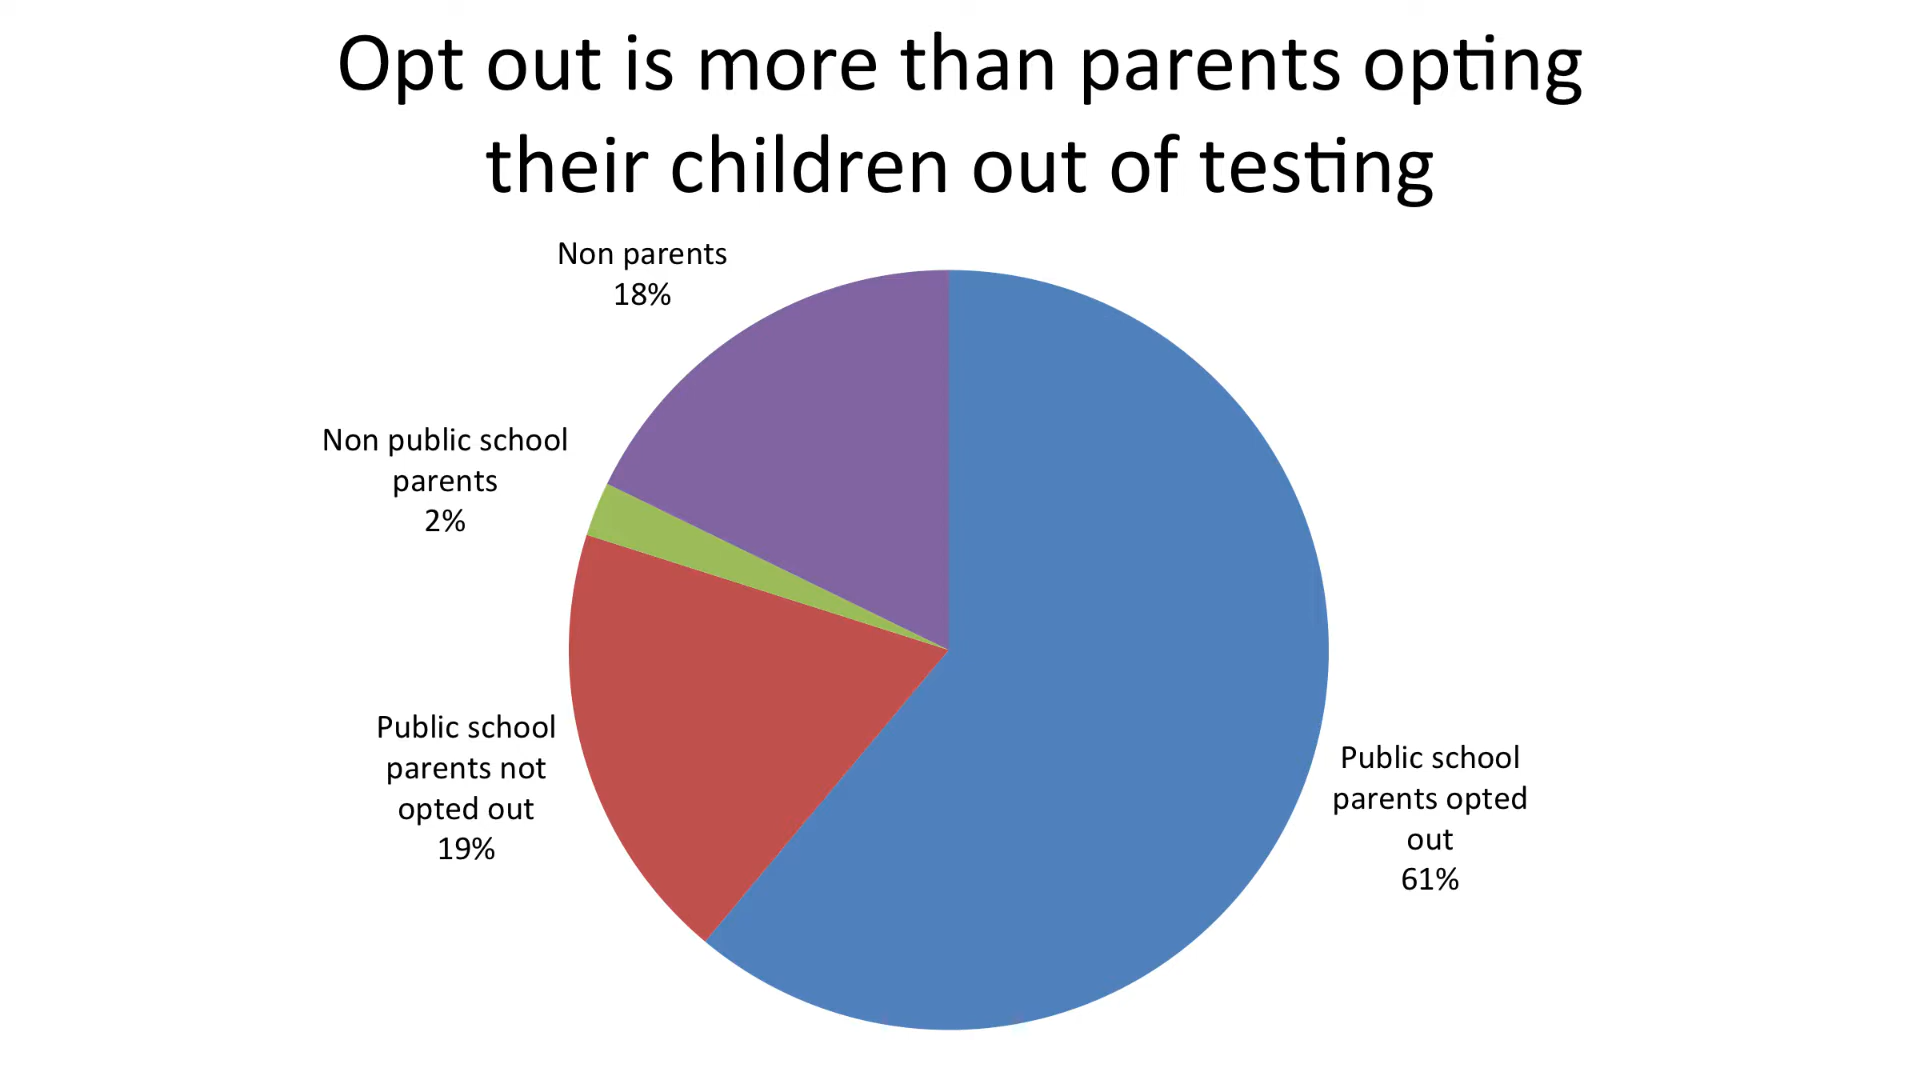 Opt out is more than parents opting
their children out of testing
Non parents
18%
Non public school
parents
2%
Public school
parents not
opted out
19%
Public school
parents opted
out
61%